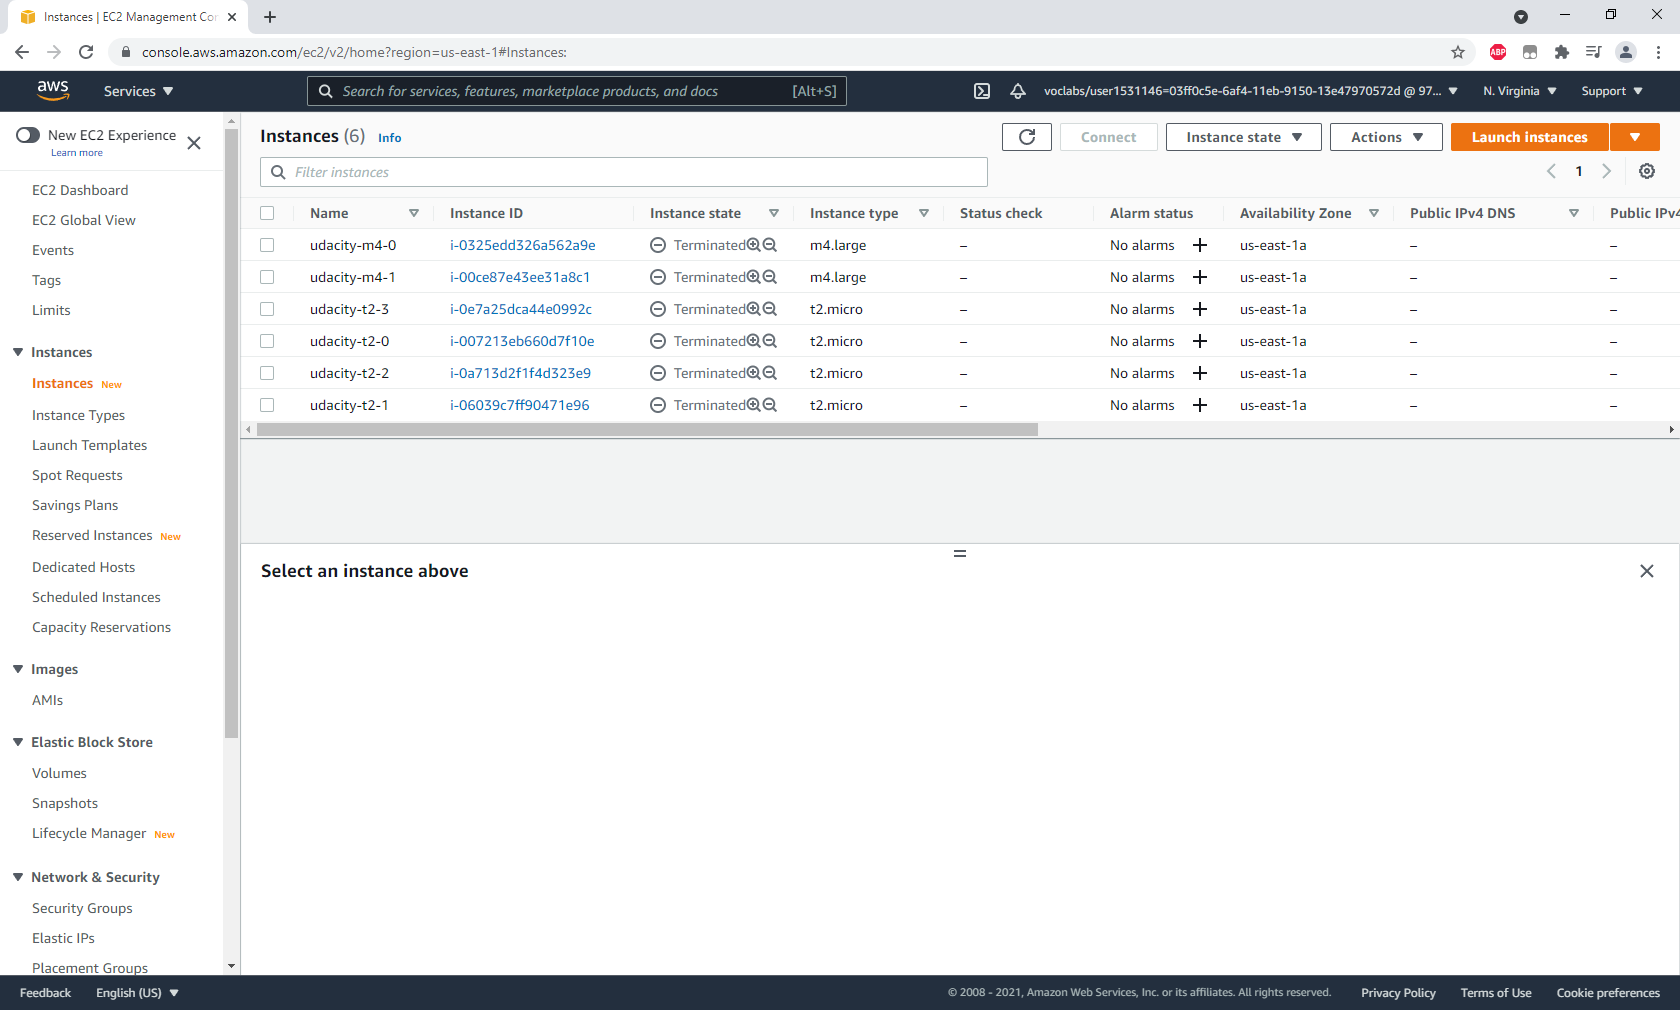 Instances | EC2 Management Cor
console.aws.amazon.com/ec2/v2/home?region=us-east-1#Instances:
ABP
aws
Services
Search for services, features, marketplace products, and docs
[Alt+S]
voclabs/user1531146=03ff0c5e-6af4-11eb-9150-13e47970572d @ 97...
N. Virginia
Support
New EC2 Experience
Learn more
EC2 Dashboard
EC2 Global View
Events
Tags
Limits
Instances
Instances New
Instance Types
Launch Templates
Spot Requests
Savings Plans
Reserved Instances New
Dedicated Hosts
Scheduled Instances
Capacity Reservations
Images
AMIs
Elastic Block Store
Volumes
Snapshots
Lifecycle Manager New
Network & Security
Security Groups
Elastic IPs
Placement Groups
Instances (6) Info
Connect
Instance state
Actions
Launch instances
Filter instances
1
Name Instance ID Instance state Instance type Status check Alarm status Availability Zone Public IPv4 DNS Public IPv4
udacity-m4-0 i-0325edd326a562a9e Terminated m4.large – No alarms + us-east-1a – –
udacity-m4-1 i-00ce87e43ee31a8c1 Terminated m4.large – No alarms + us-east-1a – –
udacity-t2-3 i-0e7a25dca44e0992c Terminated t2.micro – No alarms + us-east-1a – –
udacity-t2-0 i-007213eb660d7f10e Terminated t2.micro – No alarms + us-east-1a – –
udacity-t2-2 i-0a713d2f1f4d323e9 Terminated t2.micro – No alarms + us-east-1a – –
udacity-t2-1 i-06039c7ff90471e96 Terminated t2.micro – No alarms + us-east-1a – –
Select an instance above
Feedback
English (US)
© 2008 - 2021, Amazon Web Services, Inc. or its affiliates. All rights reserved.
Privacy Policy
Terms of Use
Cookie preferences